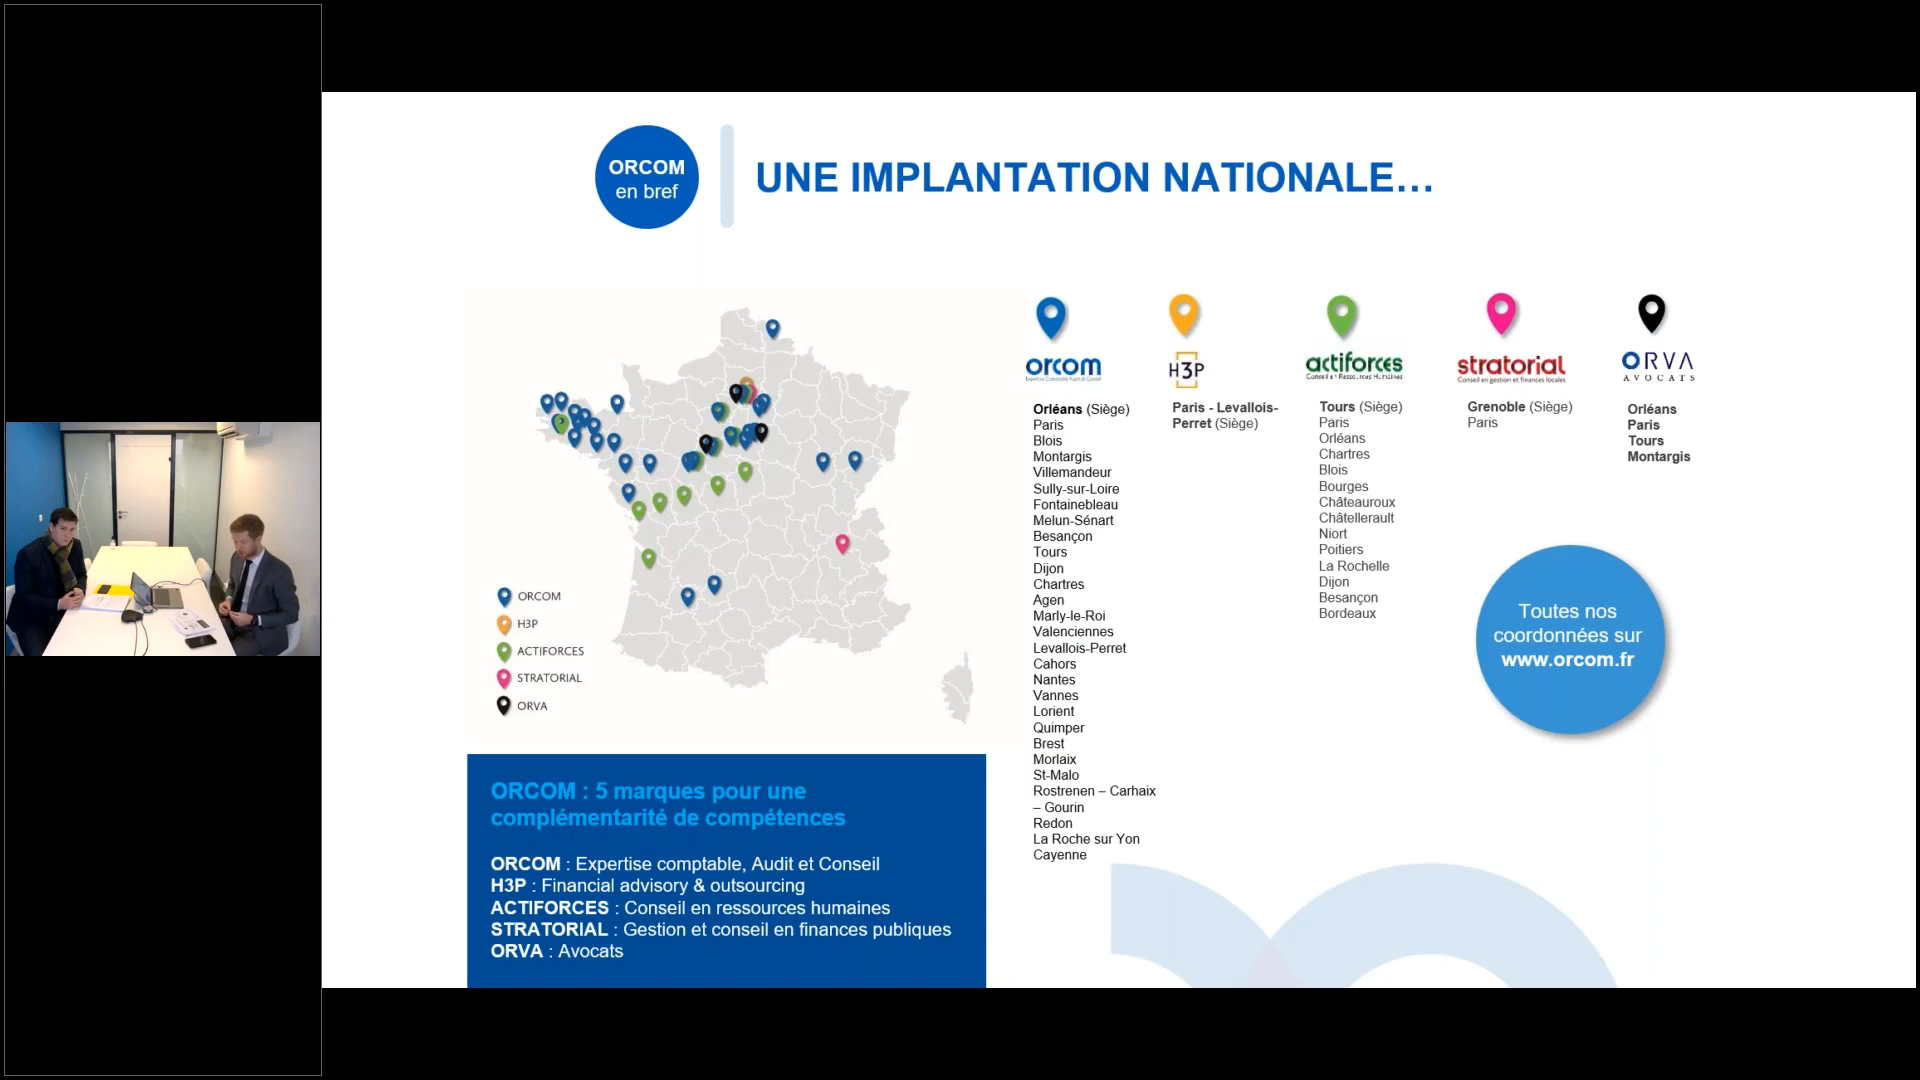 ORCOM
en bref
UNE IMPLANTATION NATIONALE…
ORCOM
H3P
ACTIFORCES
STRATORIAL
ORVA
orcom
Expertise Comptable, Audit & Conseil
Orléans (Siège)
Paris
Blois
Montargis
Villemandeur
Sully-sur-Loire
Fontainebleau
Melun-Sénart
Besançon
Tours
Dijon
Chartres
Agen
Marly-le-Roi
Valenciennes
Levallois-Perret
Cahors
Nantes
Vannes
Lorient
Quimper
Brest
Morlaix
St-Malo
Rostrenen – Carhaix
– Gourin
Redon
La Roche sur Yon
Cayenne
H3P
Paris - Levallois-
Perret (Siège)
actiforces
Conseil en Ressources Humaines
Tours (Siège)
Paris
Orléans
Chartres
Blois
Bourges
Châteauroux
Châtellerault
Niort
Poitiers
La Rochelle
Dijon
Besançon
Bordeaux
stratorial
Conseil en gestion et finances locales
Grenoble (Siège)
Paris
ORVA
AVOCATS
Orléans
Paris
Tours
Montargis
Toutes nos
coordonnées sur
www.orcom.fr
ORCOM : 5 marques pour une
complémentarité de compétences
ORCOM : Expertise comptable, Audit et Conseil
H3P : Financial advisory & outsourcing
ACTIFORCES : Conseil en ressources humaines
STRATORIAL : Gestion et conseil en finances publiques
ORVA : Avocats